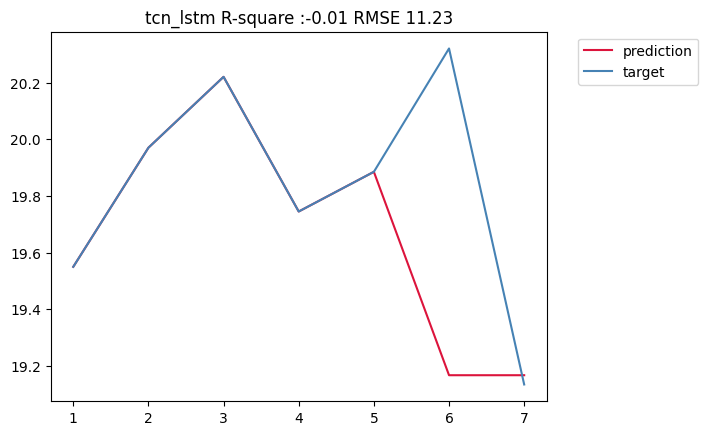 tcn_lstm R-square :-0.01 RMSE 11.23
prediction
target
20.2
20.0
19.8
19.6
19.4
19.2
1 2 3 4 5 6 7